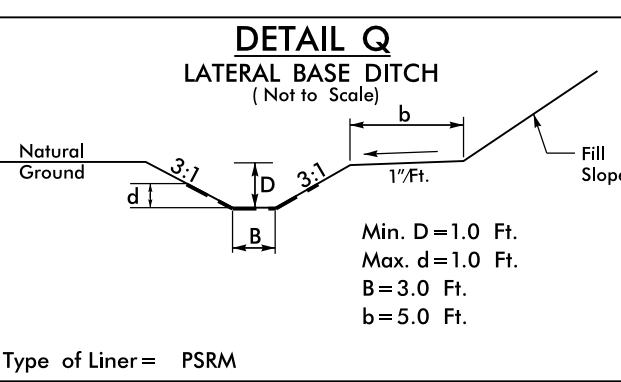 DETAIL Q
LATERAL BASE DITCH
( Not to Scale)
b
Natural
Ground
3:1
D
3:1
1"/Ft.
Fill
Slope
d
B
Min. D=1.0 Ft.
Max. d=1.0 Ft.
B=3.0 Ft.
b=5.0 Ft.
Type of Liner= PSRM